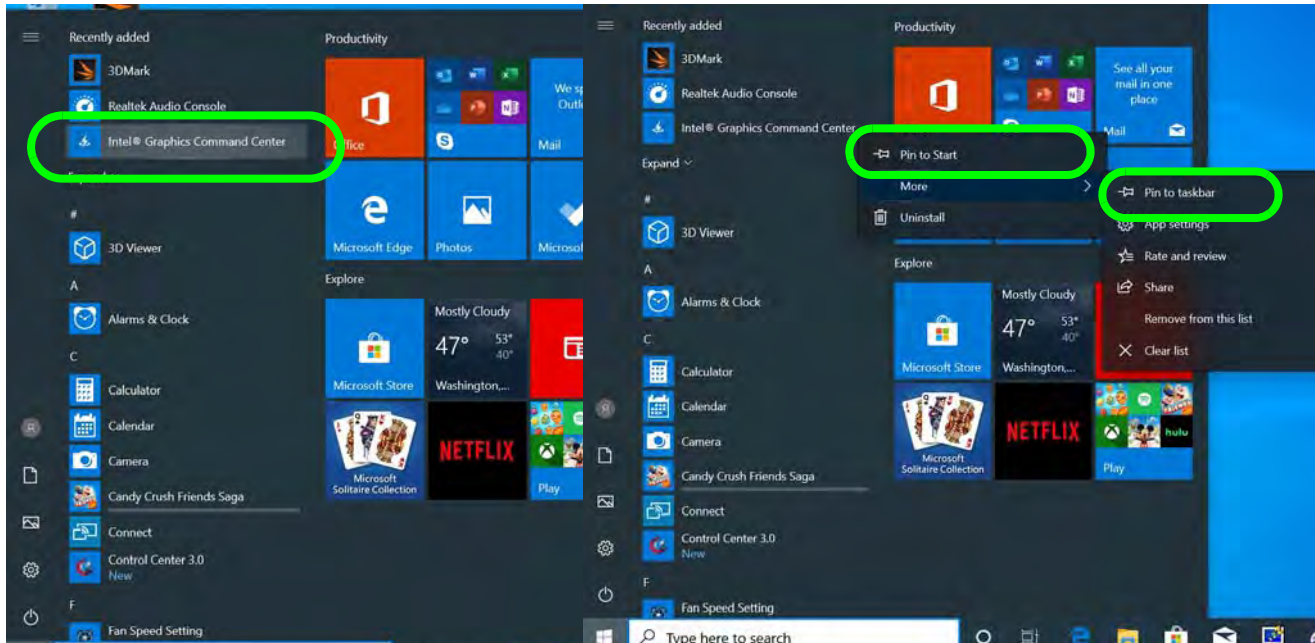 Recently added
Productivity
3DMark
Realtek Audio Console
Intel® Graphics Command Center
Office
We sp
Outlo
Mail
#
3D Viewer
Microsoft Edge
Photos
Microsof
Explore
A
Alarms & Clock
Mostly Cloudy
47° 53°
40°
Microsoft Store
Washington,...
C
Calculator
Calendar
Camera
Candy Crush Friends Saga
Connect
Control Center 3.0
New
NETFLIX
Microsoft
Solitaire Collection
Play
F
Fan Speed Setting
Recently added
Productivity
3DMark
Realtek Audio Console
Intel® Graphics Command Center
Expand
See all your
mail in one
place
Mail
Pin to Start
More
Uninstall
Pin to taskbar
App settings
Rate and review
Share
Remove from this list
Clear list
#
3D Viewer
A
Alarms & Clock
Explore
Mostly Cloudy
47° 53°
40°
Microsoft Store
Washington,...
C
Calculator
Calendar
Camera
Candy Crush Friends Saga
Connect
Control Center 3.0
New
NETFLIX
hulu
Microsoft
Solitaire Collection
Play
F
Fan Speed Setting
Type here to search